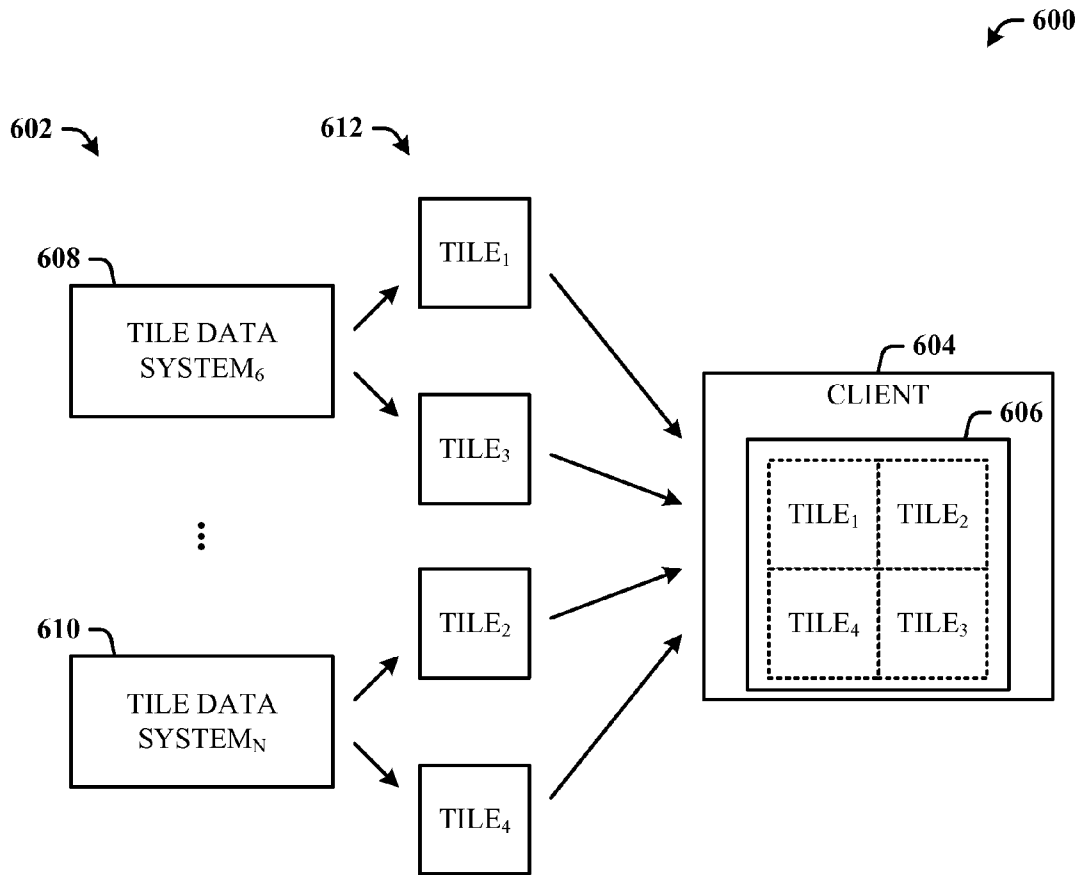 600
602
612
TILE₁
608
TILE DATA
SYSTEM₆
604
CLIENT
606
TILE₃
TILE₁ TILE₂
TILE₄ TILE₃
610
TILE DATA
SYSTEMN
TILE₂
TILE₄